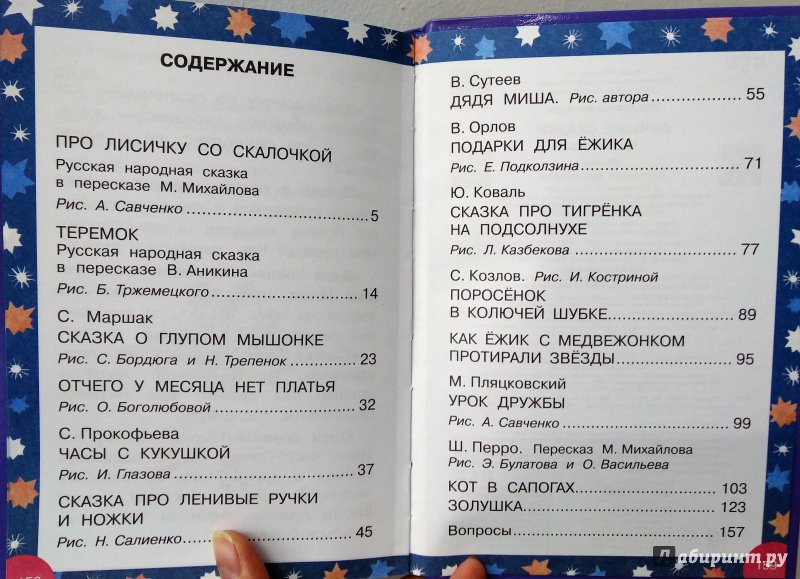 СОДЕРЖАНИЕ
ПРО ЛИСИЧКУ СО СКАЛОЧКОЙ
Русская народная сказка
в пересказе М. Михайлова
Рис. А. Савченко 5
ТЕРЕМОК
Русская народная сказка
в пересказе В. Аникина
Рис. Б. Тржемецкого 14
С. Маршак
СКАЗКА О ГЛУПОМ МЫШОНКЕ
Рис. С. Бордюга и Н. Трепенок 23
ОТЧЕГО У МЕСЯЦА НЕТ ПЛАТЬЯ
Рис. О. Боголюбовой 32
С. Прокофьева
ЧАСЫ С КУКУШКОЙ
Рис. И. Глазова 37
СКАЗКА ПРО ЛЕНИВЫЕ РУЧКИ
И НОЖКИ
Рис. Н. Салиенко 45
В. Сутеев
ДЯДЯ МИША. Рис. автора 55
В. Орлов
ПОДАРКИ ДЛЯ ЁЖИКА
Рис. Е. Подколзина 71
Ю. Коваль
СКАЗКА ПРО ТИГРЁНКА
НА ПОДСОЛНУХЕ
Рис. Л. Казбекова 77
С. Козлов. Рис. И. Костриной
ПОРОСЁНОК
В КОЛЮЧЕЙ ШУБКЕ 89
КАК ЁЖИК С МЕДВЕЖОНКОМ
ПРОТИРАЛИ ЗВЁЗДЫ 95
М. Пляцковский
УРОК ДРУЖБЫ
Рис. А. Савченко 99
Ш. Перро. Пересказ М. Михайлова
Рис. Э. Булатова и О. Васильева
КОТ В САПОГАХ 103
ЗОЛУШКА 123
Вопросы 157
159
Лабиринт.ру